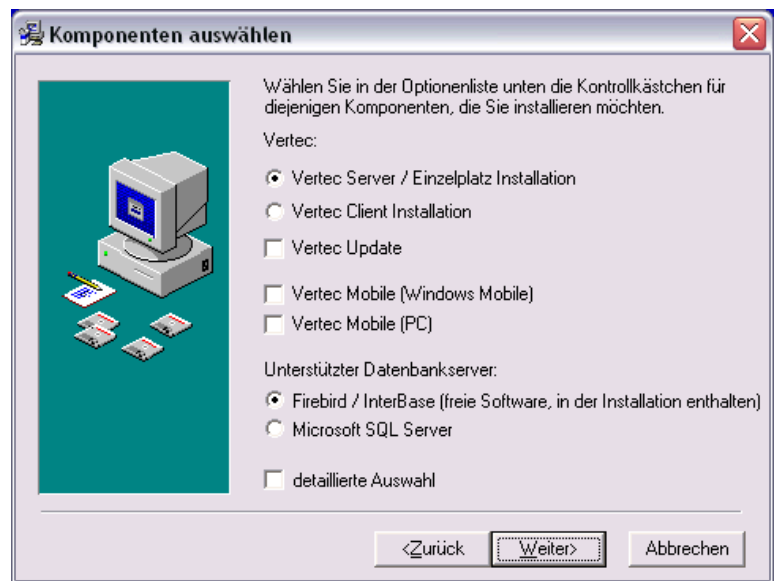 Komponenten auswählen
Wählen Sie in der Optionenliste unten die Kontrollkästchen für
diejenigen Komponenten, die Sie installieren möchten.
Vertec:
Vertec Server / Einzelplatz Installation
Vertec Client Installation
Vertec Update
Vertec Mobile (Windows Mobile)
Vertec Mobile (PC)
Unterstützter Datenbankserver:
Firebird / InterBase (freie Software, in der Installation enthalten)
Microsoft SQL Server
detaillierte Auswahl
<Zurück Weiter> Abbrechen